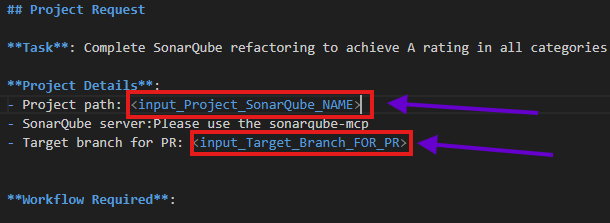 ## Project Request
**Task**: Complete SonarQube refactoring to achieve A rating in all categories
**Project Details**:
- Project path: <input_Project_SonarQube_NAME>
- SonarQube server:Please use the sonarqube-mcp
- Target branch for PR: <input_Target_Branch_FOR_PR>
**Workflow Required**: